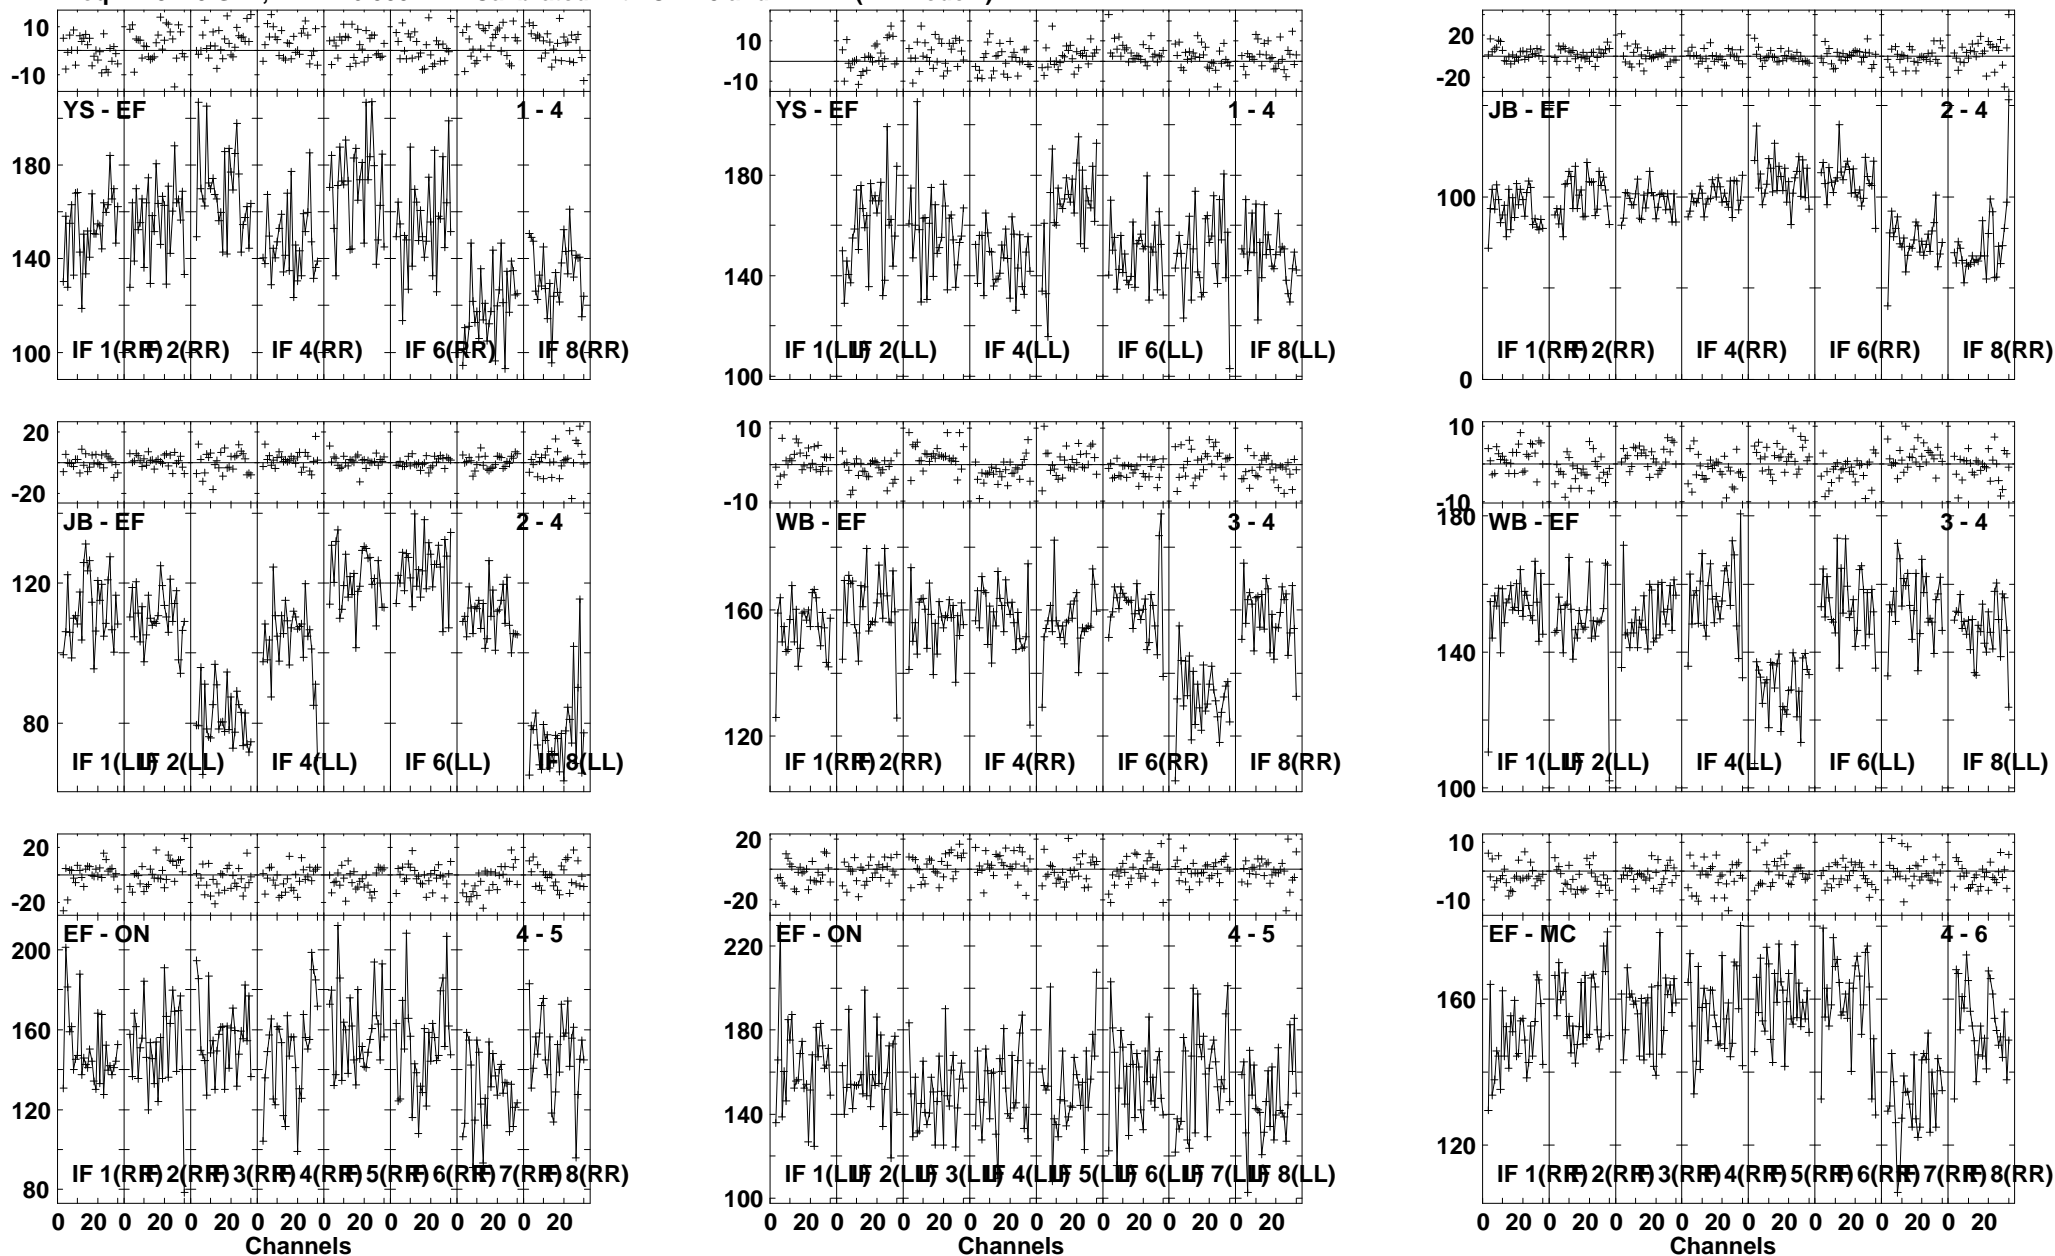 10
-10
YS - EF 1 - 4
180
140
100
IF 1(RR) IF 2(RR) IF 4(RR) IF 6(RR) IF 8(RR)
10
-10
YS - EF 1 - 4
180
140
100
IF 1(LL) IF 2(LL) IF 4(LL) IF 6(LL) IF 8(LL)
20
-20
JB - EF 2 - 4
100
0
IF 1(RR) IF 2(RR) IF 4(RR) IF 6(RR) IF 8(RR)
20
-20
JB - EF 2 - 4
120
80
IF 1(LL) IF 2(LL) IF 4(LL) IF 6(LL) IF 8(LL)
10
-10
WB - EF 3 - 4
160
120
IF 1(RR) IF 2(RR) IF 4(RR) IF 6(RR) IF 8(RR)
10
-10
WB - EF 3 - 4
180
140
100
IF 1(LL) IF 2(LL) IF 4(LL) IF 6(LL) IF 8(LL)
20
-20
EF - ON 4 - 5
200
160
120
80
IF 1(RR) IF 2(RR) IF 3(RR) IF 4(RR) IF 5(RR) IF 6(RR) IF 7(RR) IF 8(RR)
0 20 0 20 0 20 0 20 0 20 0 20 0 20 0 20
Channels
20
-20
EF - ON 4 - 5
220
180
140
100
IF 1(LL) IF 2(LL) IF 3(LL) IF 4(LL) IF 5(LL) IF 6(LL) IF 7(LL) IF 8(LL)
0 20 0 20 0 20 0 20 0 20 0 20 0 20 0 20
Channels
10
-10
EF - MC 4 - 6
160
120
IF 1(RR) IF 2(RR) IF 3(RR) IF 4(RR) IF 5(RR) IF 6(RR) IF 7(RR) IF 8(RR)
0 20 0 20 0 20 0 20 0 20 0 20 0 20 0 20
Channels